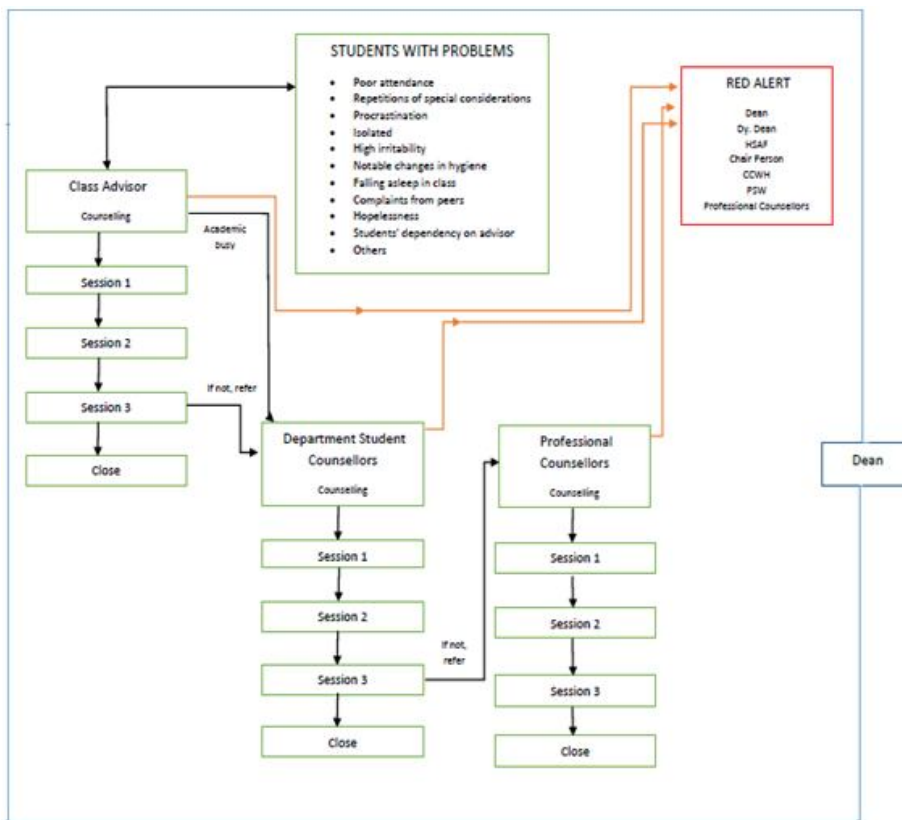 STUDENTS WITH PROBLEMS
• Poor attendance
• Repetitions of special considerations
• Procrastination
• Isolated
• High irritability
• Notable changes in hygiene
• Falling asleep in class
• Complaints from peers
• Hopelessness
• Students' dependency on advisor
• Others
RED ALERT
Dean
Dy. Dean
HSAF
Chair Person
CCWH
PSW
Professional Counsellors
Class Advisor
Counselling
Academic
busy
Session 1
Session 2
Session 3
If not, refer
Close
Department Student
Counsellors
Counselling
Session 1
Session 2
Session 3
If not,
refer
Close
Professional
Counsellors
Counselling
Session 1
Session 2
Session 3
Close
Dean